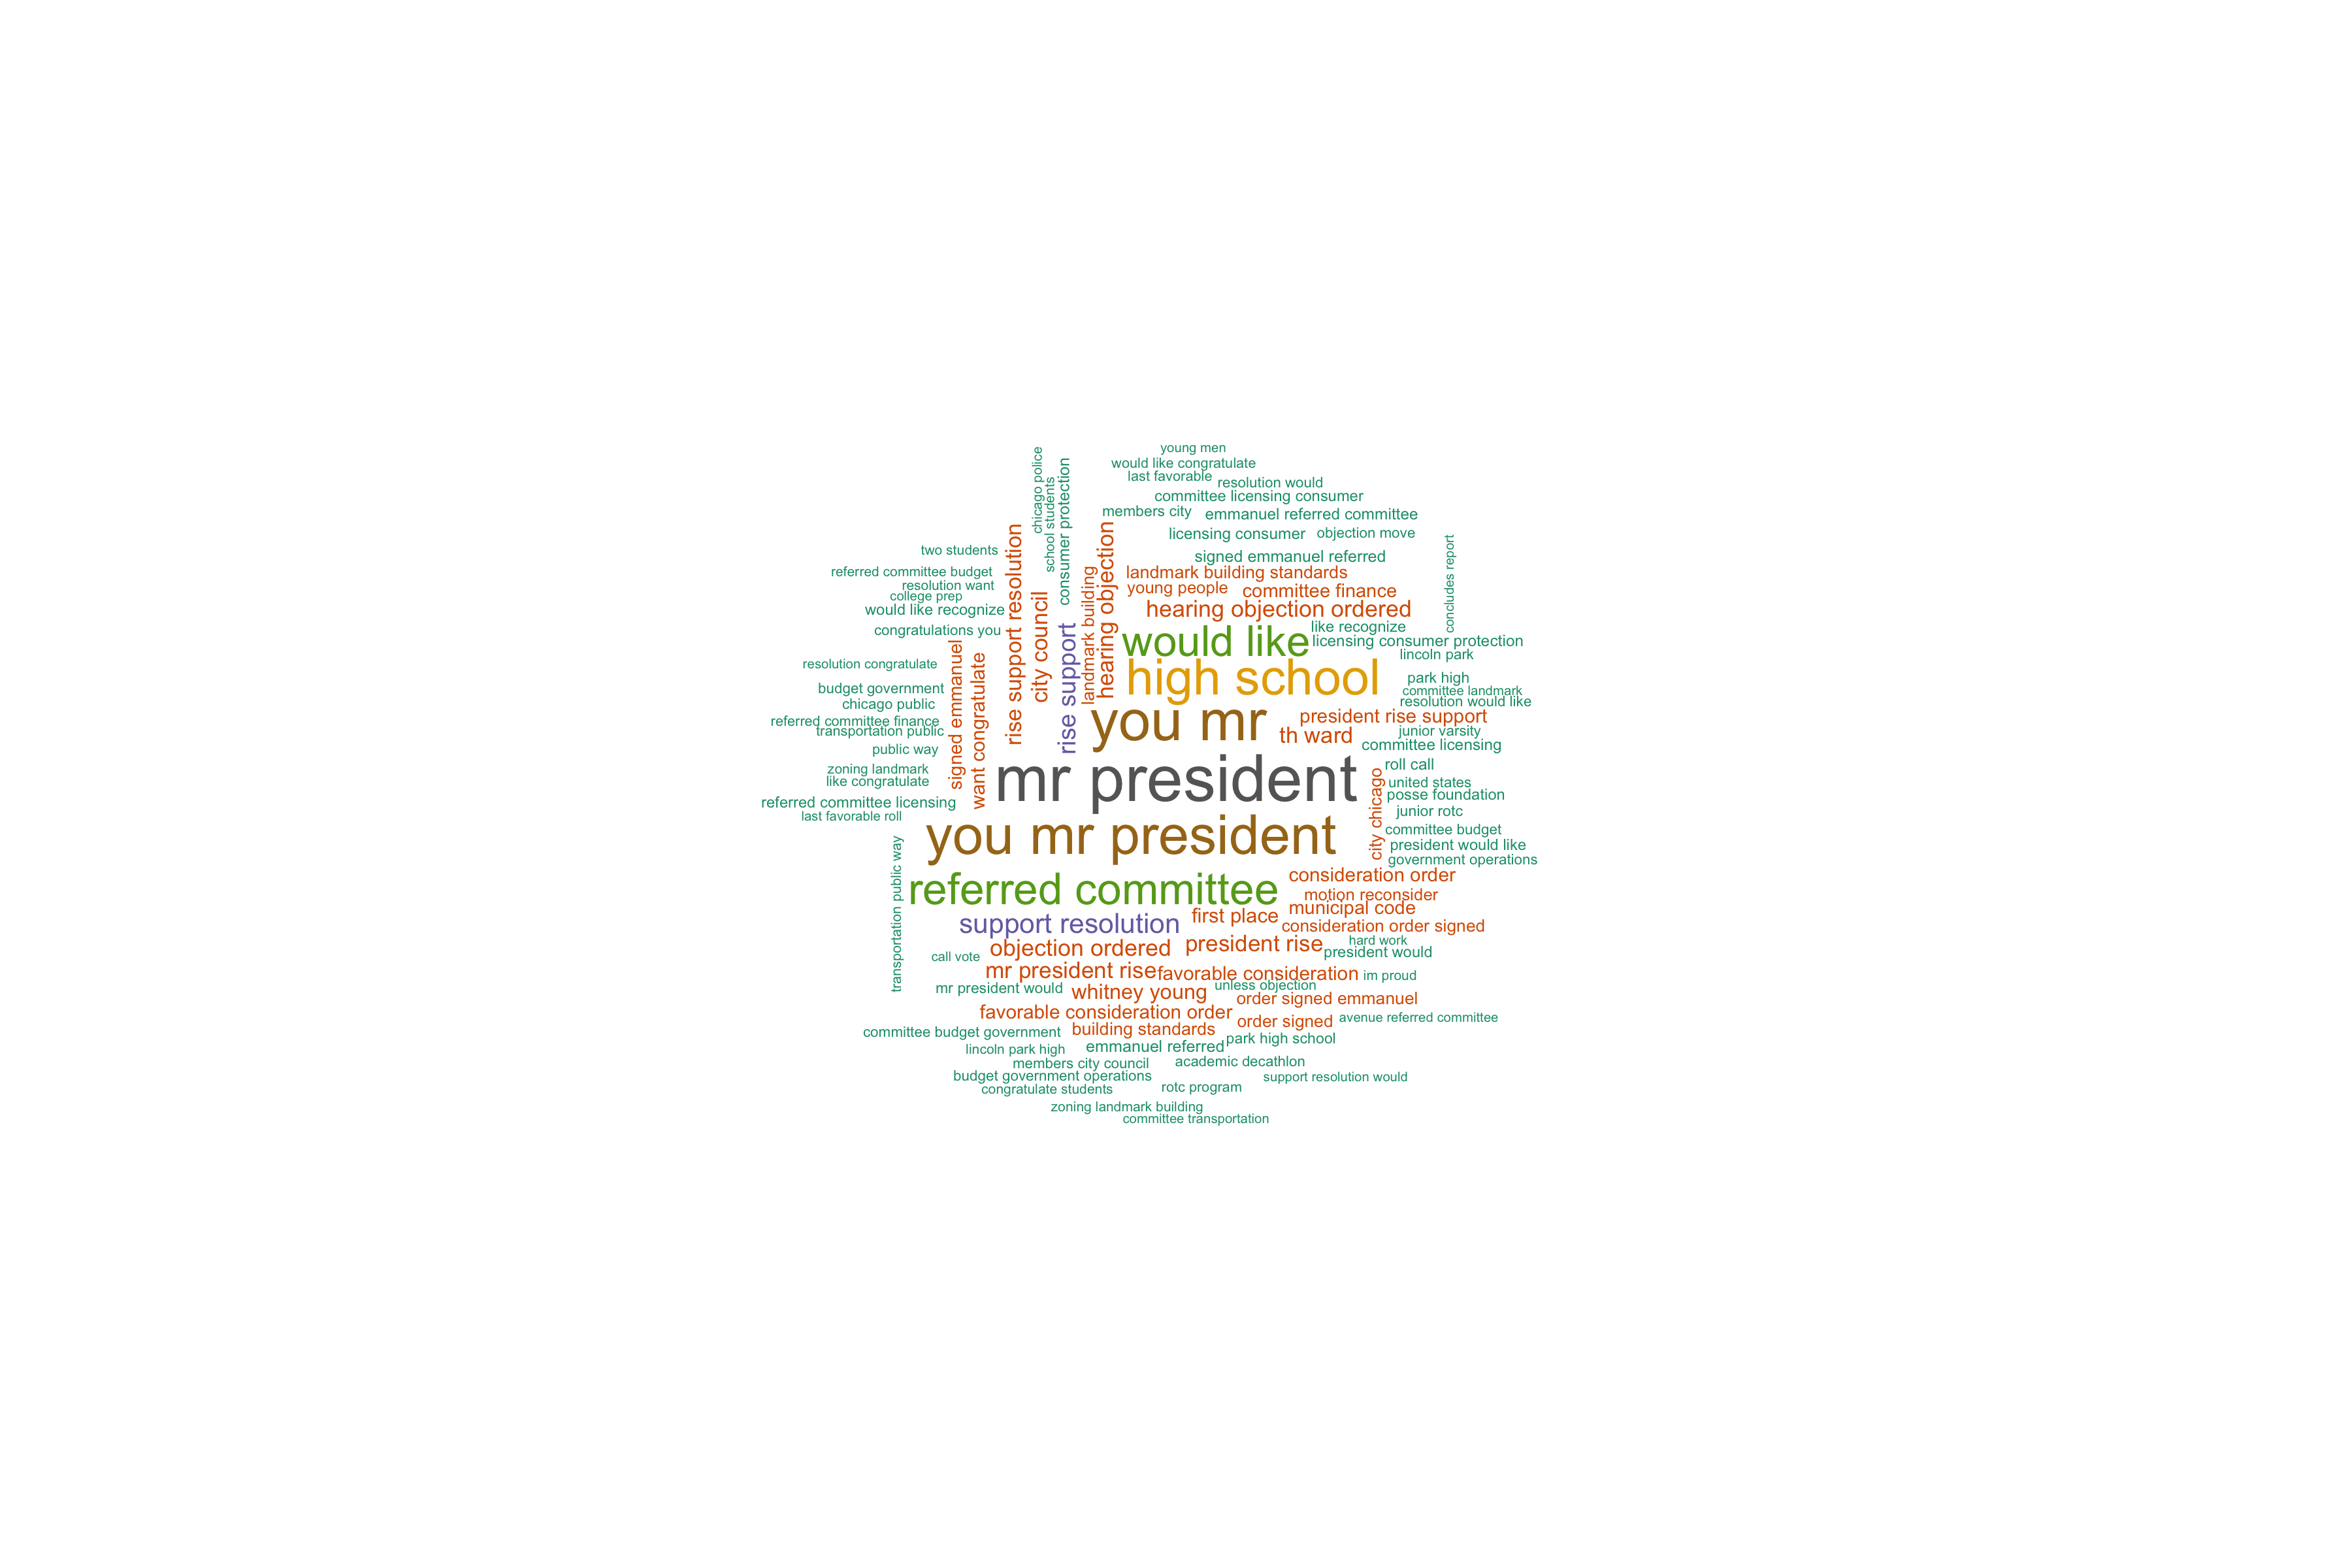 young men
would like congratulate
last favorable
resolution would
committee licensing consumer
members city
emmanuel referred committee
licensing consumer
objection move
signed emmanuel referred
landmark building standards
young people
committee finance
hearing objection ordered
like recognize
would like
licensing consumer protection
lincoln park
high school
park high
committee landmark
resolution would like
you mr
president rise support
th ward
junior varsity
committee licensing
mr president
roll call
united states
posse foundation
junior rotc
city chicago
committee budget
president would like
government operations
concludes report
chicago police
school students
consumer protection
rise support resolution
city council
rise support
landmark building
hearing objection
two students
referred committee budget
resolution want
college prep
would like recognize
congratulations you
resolution congratulate
signed emmanuel
want congratulate
budget government
chicago public
referred committee finance
transportation public
public way
zoning landmark
like congratulate
referred committee licensing
last favorable roll
transportation public way
you mr president
referred committee
consideration order
motion reconsider
support resolution
first place
municipal code
consideration order signed
objection ordered
president rise
hard work
president would
call vote
mr president rise
favorable consideration
im proud
mr president would
whitney young
unless objection
order signed emmanuel
favorable consideration order
order signed
avenue referred committee
committee budget government
building standards
park high school
lincoln park high
emmanuel referred
members city council
academic decathlon
budget government operations
support resolution would
congratulate students
rotc program
zoning landmark building
committee transportation